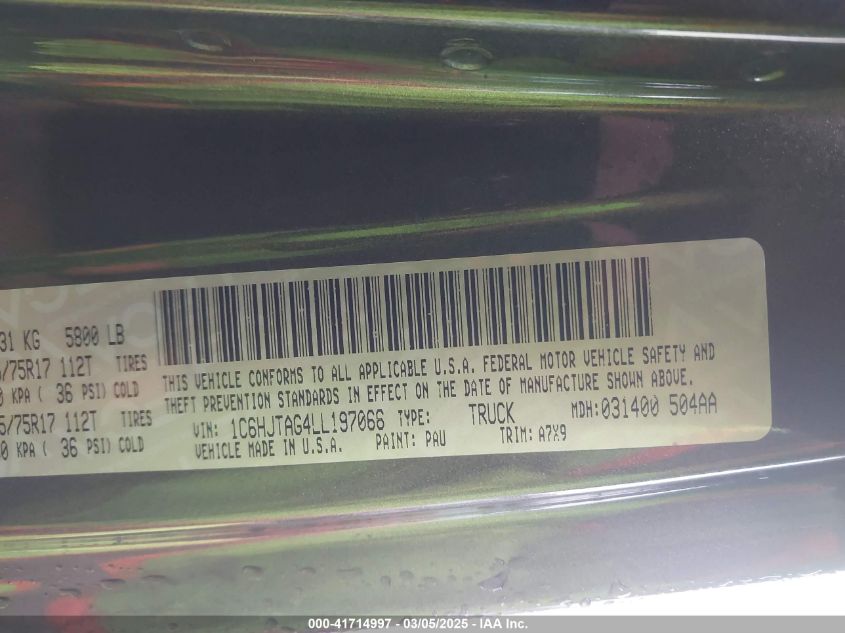 31 KG 5800 LB
/75R17 112T TIRES
0 KPA ( 36 PSI) COLD
5/75R17 112T TIRES
0 KPA ( 36 PSI) COLD
THIS VEHICLE CONFORMS TO ALL APPLICABLE U.S.A. FEDERAL MOTOR VEHICLE SAFETY AND
THEFT PREVENTION STANDARDS IN EFFECT ON THE DATE OF MANUFACTURE SHOWN ABOVE.
VIN: 1C6HJTAG4LL197066 TYPE: TRUCK MDH: 031400 504AA
VEHICLE MADE IN U.S.A. PAINT: PAU TRIM: A7X9
000-41714997 - 03/05/2025 - IAA Inc.